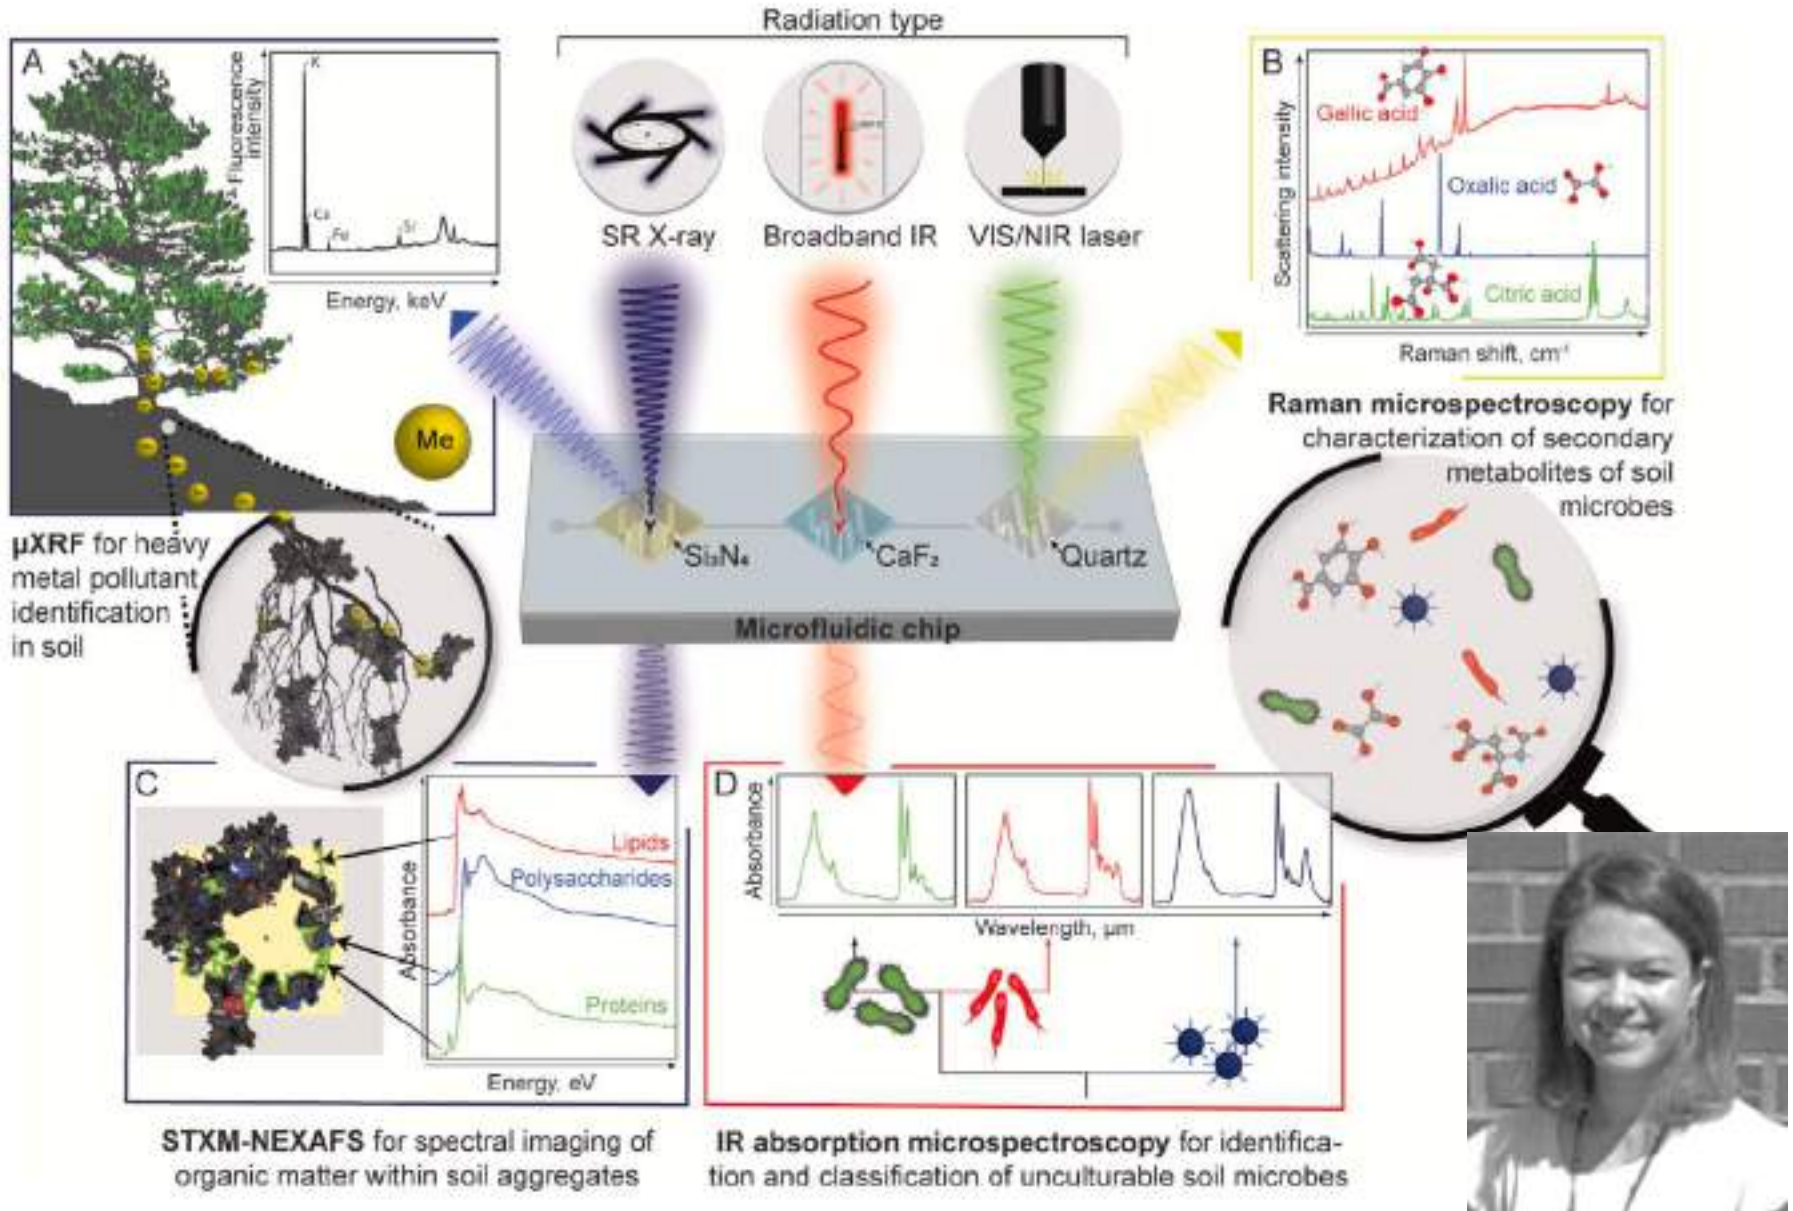 Radiation type
SR X-ray
Broadband IR
VIS/NIR laser
A
Fluorescence
intensity
K
Ca
Fe
Sr
Energy, keV
Me
µXRF for heavy
metal pollutant
identification
in soil
B
Scattering intensity
Gallic acid
Oxalic acid
Citric acid
Raman shift, cm⁻¹
Raman microspectroscopy for
characterization of secondary
metabolites of soil
microbes
Si₃N₄
CaF₂
Quartz
Microfluidic chip
C
Absorbance
Lipids
Polysaccharides
Proteins
Energy, eV
STXM-NEXAFS for spectral imaging of
organic matter within soil aggregates
D
Absorbance
Wavelength, µm
IR absorption microspectroscopy for identifica-
tion and classification of unculturable soil microbes